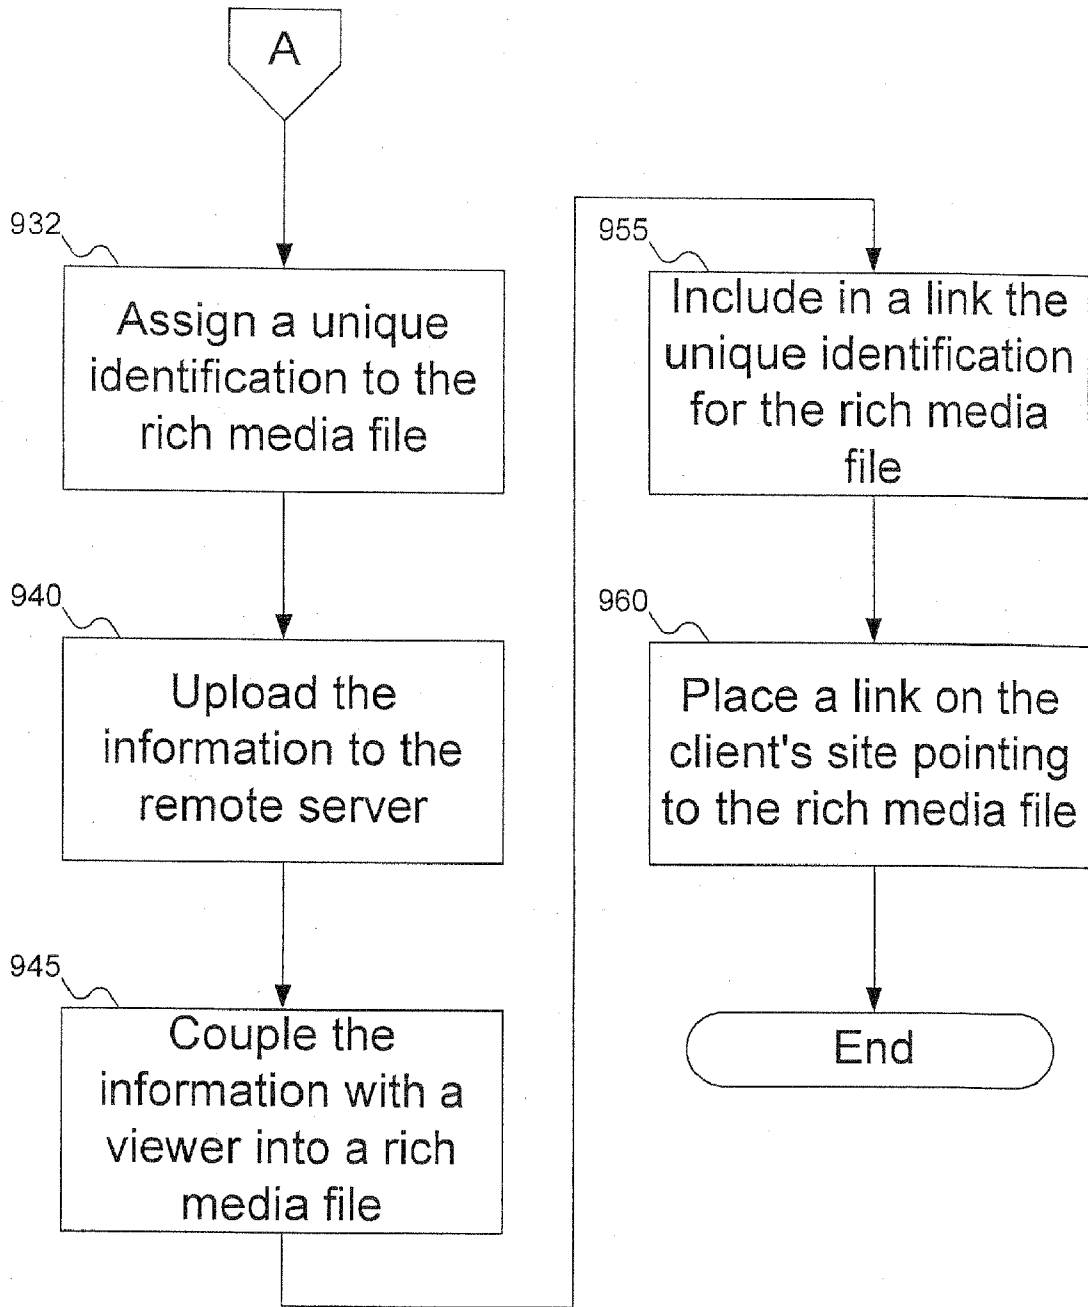 A
932
Assign a unique
identification to the
rich media file
940
Upload the
information to the
remote server
945
Couple the
information with a
viewer into a rich
media file
955
Include in a link the
unique identification
for the rich media
file
960
Place a link on the
client's site pointing
to the rich media file
End